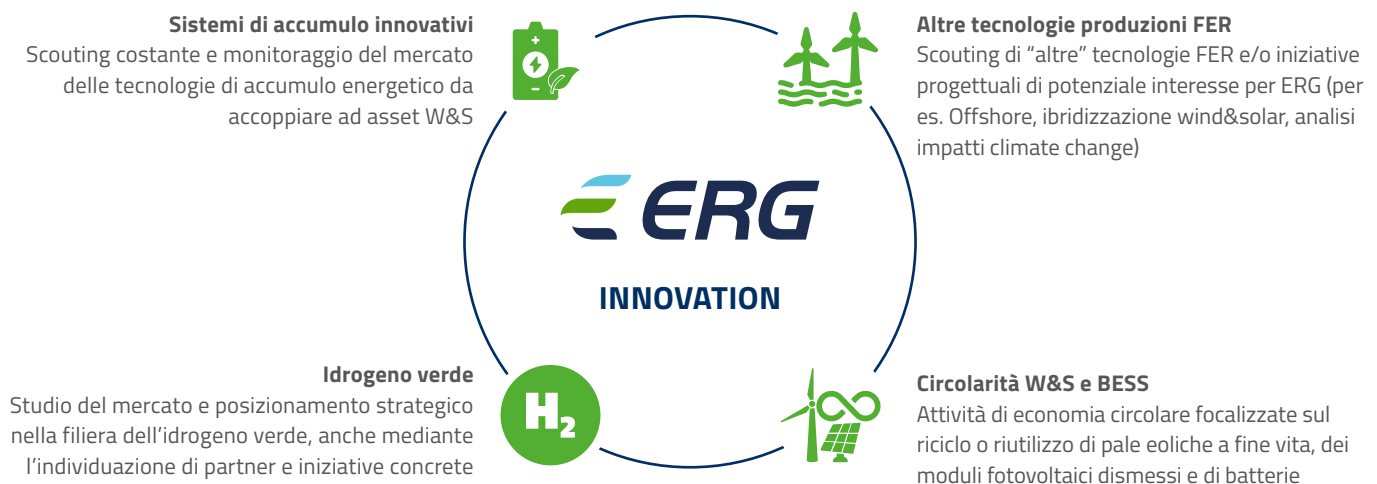 Sistemi di accumulo innovativi
Scouting costante e monitoraggio del mercato
delle tecnologie di accumulo energetico da
accoppiare ad asset W&S
Altre tecnologie produzioni FER
Scouting di “altre” tecnologie FER e/o iniziative
progettuali di potenziale interesse per ERG (per
es. Offshore, ibridizzazione wind&solar, analisi
impatti climate change)
ERG
INNOVATION
Idrogeno verde
Studio del mercato e posizionamento strategico
nella filiera dell’idrogeno verde, anche mediante
l’individuazione di partner e iniziative concrete
H₂
Circolarità W&S e BESS
Attività di economia circolare focalizzate sul
riciclo o riutilizzo di pale eoliche a fine vita, dei
moduli fotovoltaici dismessi e di batterie